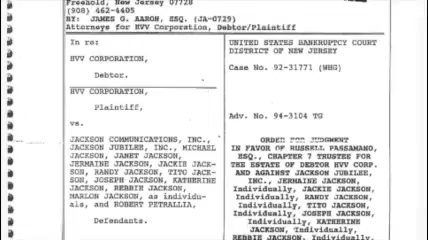 Freehold, New Jersey 07728
(908) 462-4405
BY: JAMES G. AARON, ESQ. (JA-0729)
Attorneys for HVV Corporation, Debtor/Plaintiff
In re:
HVV CORPORATION,
Debtor.
HVV CORPORATION,
Plaintiff,
vs.
JACKSON COMMUNICATIONS, INC.,
JACKSON JUBILEE, INC., MICHAEL
JACKSON, JANET JACKSON,
JERMAINE JACKSON, JACKIE JACK-
SON, RANDY JACKSON, TITO JACK-
SON, JOSEPH JACKSON, KATHERINE
JACKSON, REBBIE JACKSON,
MARLON JACKSON, as individu-
als, and ROBERT PETRALLIA,
Defendants.
UNITED STATES BANKRUPTCY COURT
DISTRICT OF NEW JERSEY
Case No. 92-31771 (WHG)
Adv. No. 94-3104 TG
ORDER FOR JUDGMENT
IN FAVOR OF RUSSELL PASSAMANO,
ESQ., CHAPTER 7 TRUSTEE FOR
THE ESTATE OF DEBTOR HVV CORP.
AND AGAINST JACKSON JUBILEE,
INC., JERMAINE JACKSON,
Individually, JACKIE JACKSON,
Individually, RANDY JACKSON,
Individually, TITO JACKSON,
Individually, JOSEPH JACKSON,
Individually, KATHERINE
JACKSON, Individually,
REBBIE JACKSON, Individually,